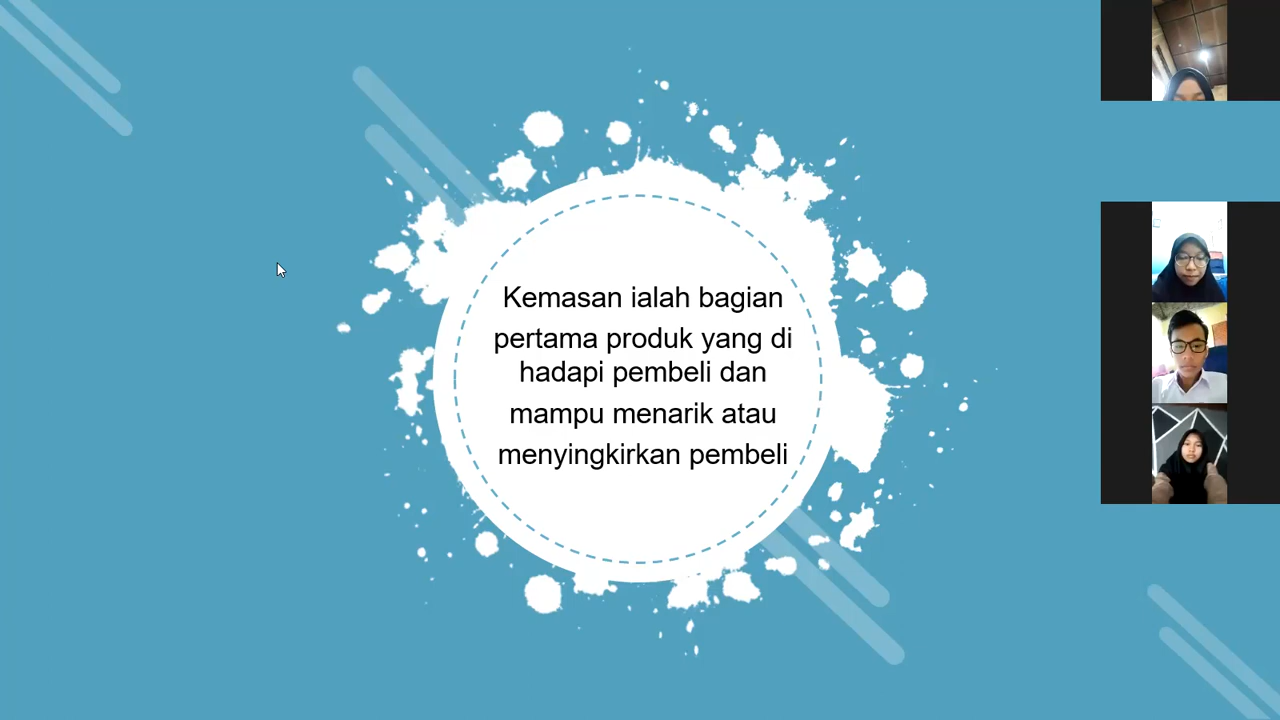 Kemasan ialah bagian
pertama produk yang di
hadapi pembeli dan
mampu menarik atau
menyingkirkan pembeli